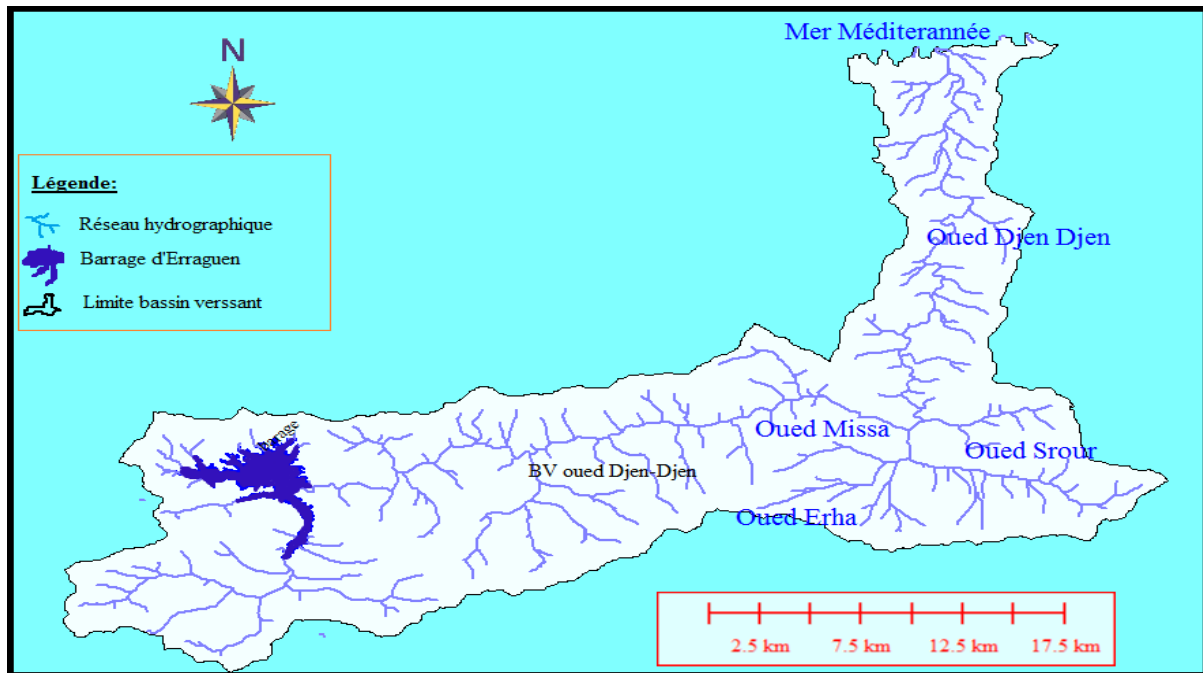 Mer Méditerannée
N
Légende:
Réseau hydrographique
Barrage d'Erraguen
Limite bassin verssant
Oued Djen Djen
Barrage
Oued Missa
Oued Srour
BV oued Djen-Djen
Oued Erha
2.5 km 7.5 km 12.5 km 17.5 km